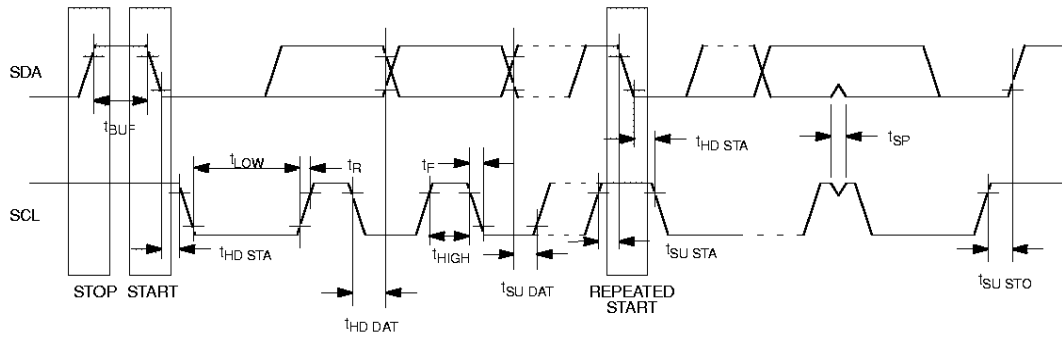 SDA
tBUF
tHD STA
tSP
tLOW
tR
tF
SCL
tHD STA
tHIGH
tSU STA
tSU DAT
tSU STO
STOP
START
REPEATED
START
tHD DAT